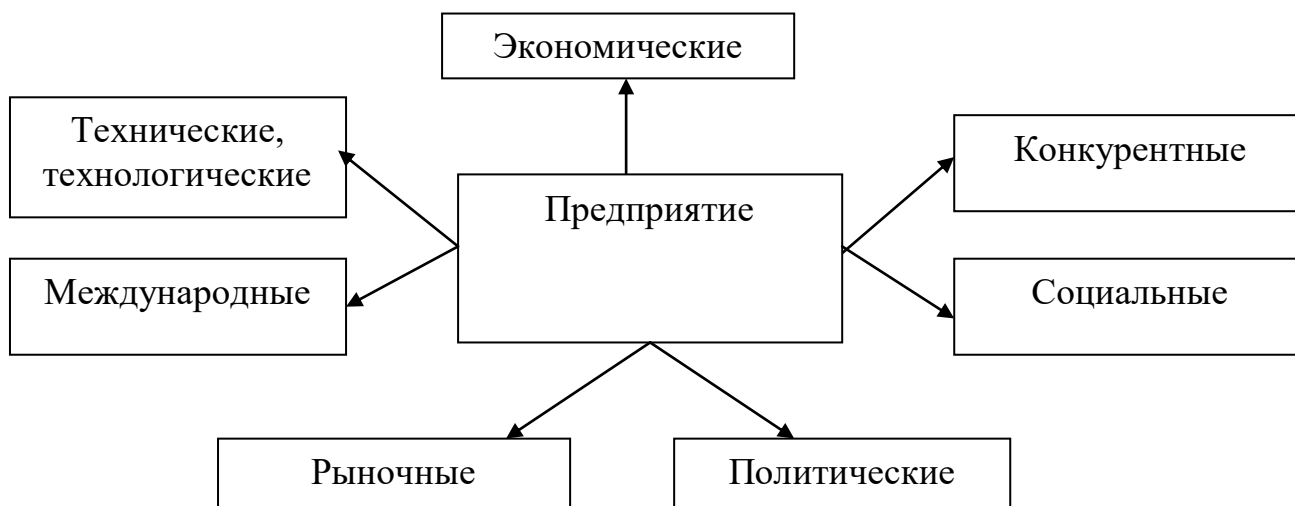 Экономические
Технические,
технологические
Конкурентные
Предприятие
Международные
Социальные
Рыночные
Политические